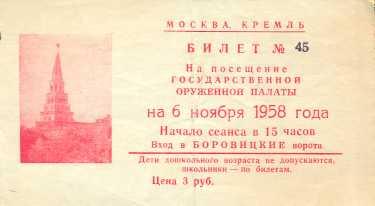 МОСКВА, КРЕМЛЬ
БИЛЕТ № 45
На посещение
ГОСУДАРСТВЕННОЙ
ОРУЖЕННОЙ ПАЛАТЫ
на 6 ноября 1958 года
Начало сеанса в 15 часов
Вход в БОРОВИЦКИЕ ворота
Дети дошкольного возраста не допускаются,
школьники — по билетам.
Цена 3 руб.